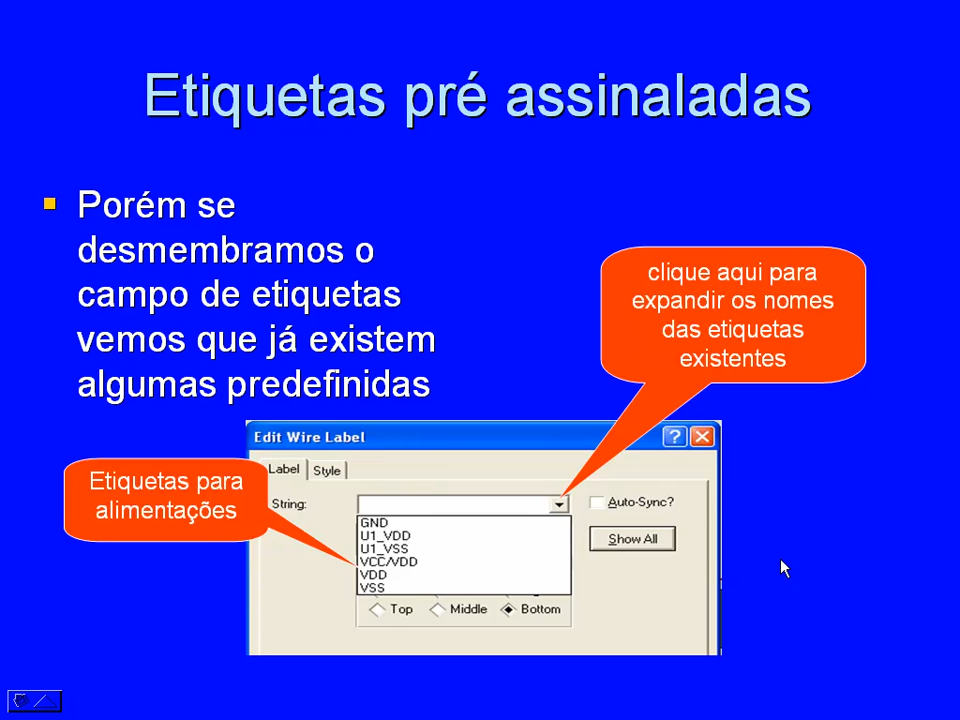 Etiquetas pré assinaladas
Porém se
desmembramos o
campo de etiquetas
vemos que já existem
algumas predefinidas
clique aqui para
expandir os nomes
das etiquetas
existentes
Etiquetas para
alimentações
Edit Wire Label
Label Style
String:
Auto-Sync?
Show All
GND
U1_VDD
U1_VSS
VCC/VDD
VDD
VSS
Top Middle Bottom